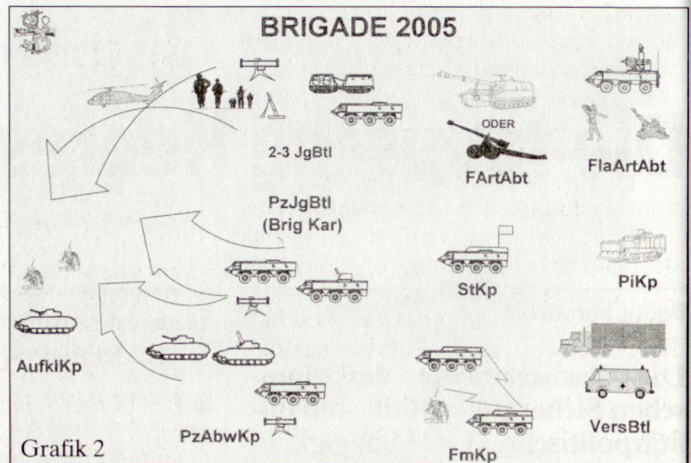 BRIGADE 2005
2-3 JgBtl
ODER
FArtAbt
FlaArtAbt
PzJgBtl
(Brig Kar)
StKp
PiKp
AufklKp
PzAbwKp
FmKp
VersBtl
Grafik 2